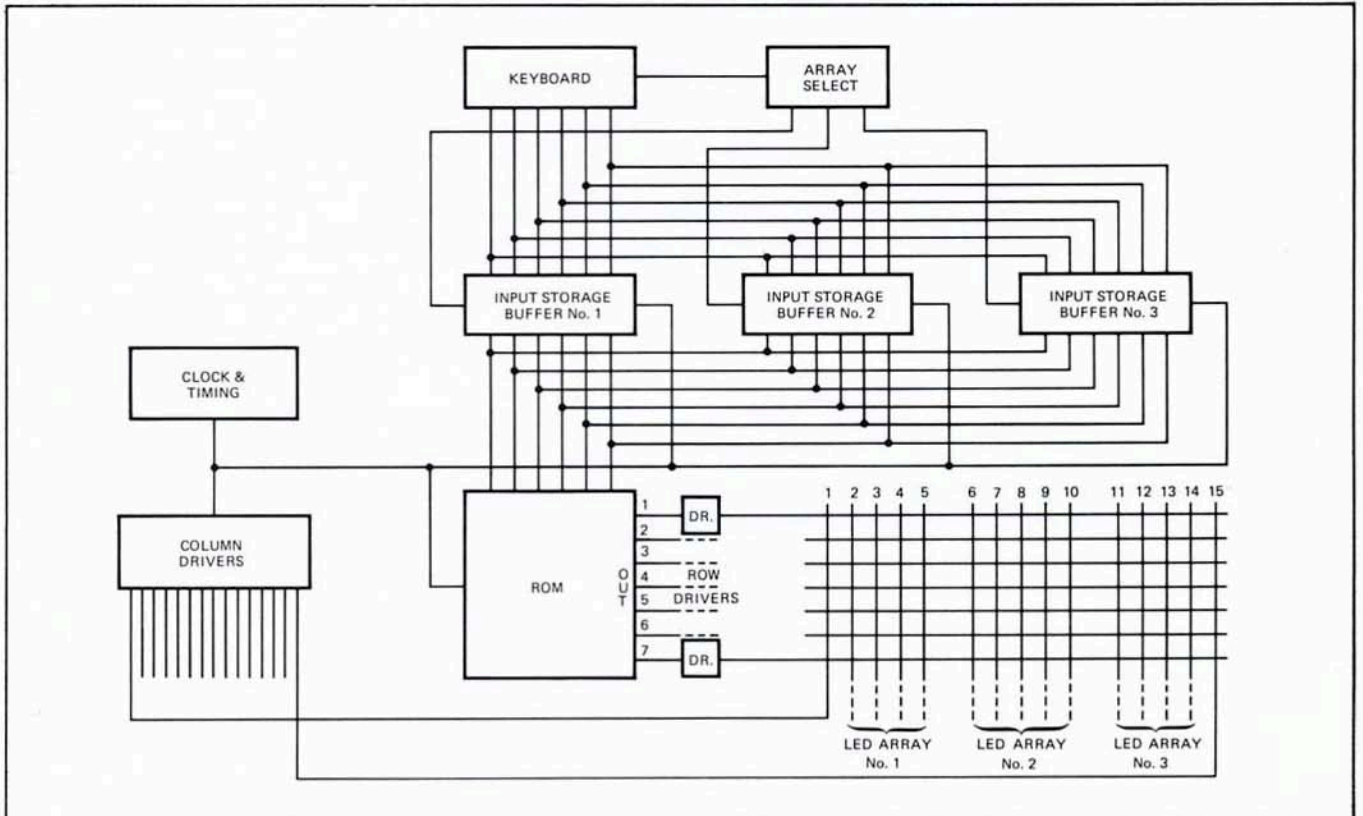 KEYBOARD
ARRAY
SELECT
INPUT STORAGE
BUFFER No. 1
INPUT STORAGE
BUFFER No. 2
INPUT STORAGE
BUFFER No. 3
CLOCK &
TIMING
COLUMN
DRIVERS
ROM
OUT
1
2
3
4
5
6
7
DR.
ROW
DRIVERS
DR.
1 2 3 4 5 6 7 8 9 10 11 12 13 14 15
LED ARRAY
No. 1
LED ARRAY
No. 2
LED ARRAY
No. 3